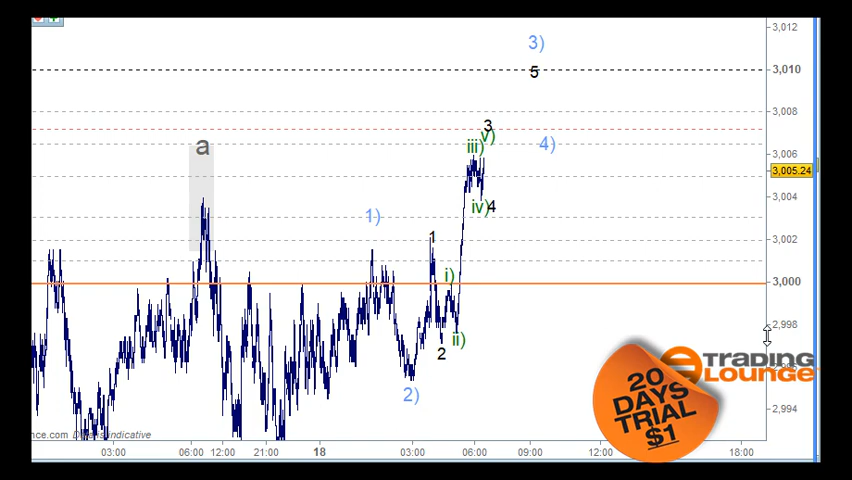 3,012
3)
3,010
5
3,008
3
v)
a
iii)
4)
3,006
3,005.24
3,004
iv)
4
1)
3,002
1
i)
3,000
2,998
ii)
2
2)
TRADING
LOUNGE
20
DAYS
TRIAL
$1
2,994
indicative
03:00
06:00
12:00
21:00
18
03:00
06:00
09:00
12:00
18:00